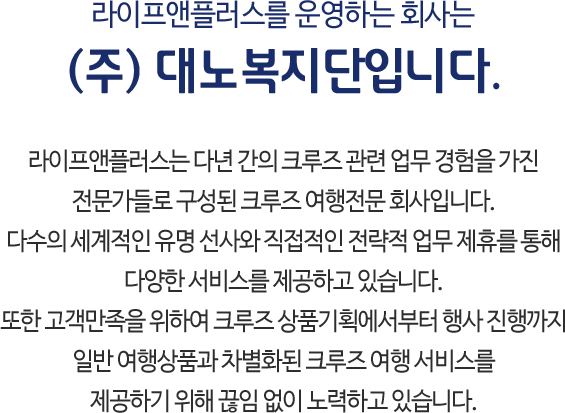 라이프앤플러스를 운영하는 회사는
(주) 대노복지단입니다.
라이프앤플러스는 다년 간의 크루즈 관련 업무 경험을 가진
전문가들로 구성된 크루즈 여행전문 회사입니다.
다수의 세계적인 유명 선사와 직접적인 전략적 업무 제휴를 통해
다양한 서비스를 제공하고 있습니다.
또한 고객만족을 위하여 크루즈 상품기획에서부터 행사 진행까지
일반 여행상품과 차별화된 크루즈 여행 서비스를
제공하기 위해 끊임 없이 노력하고 있습니다.